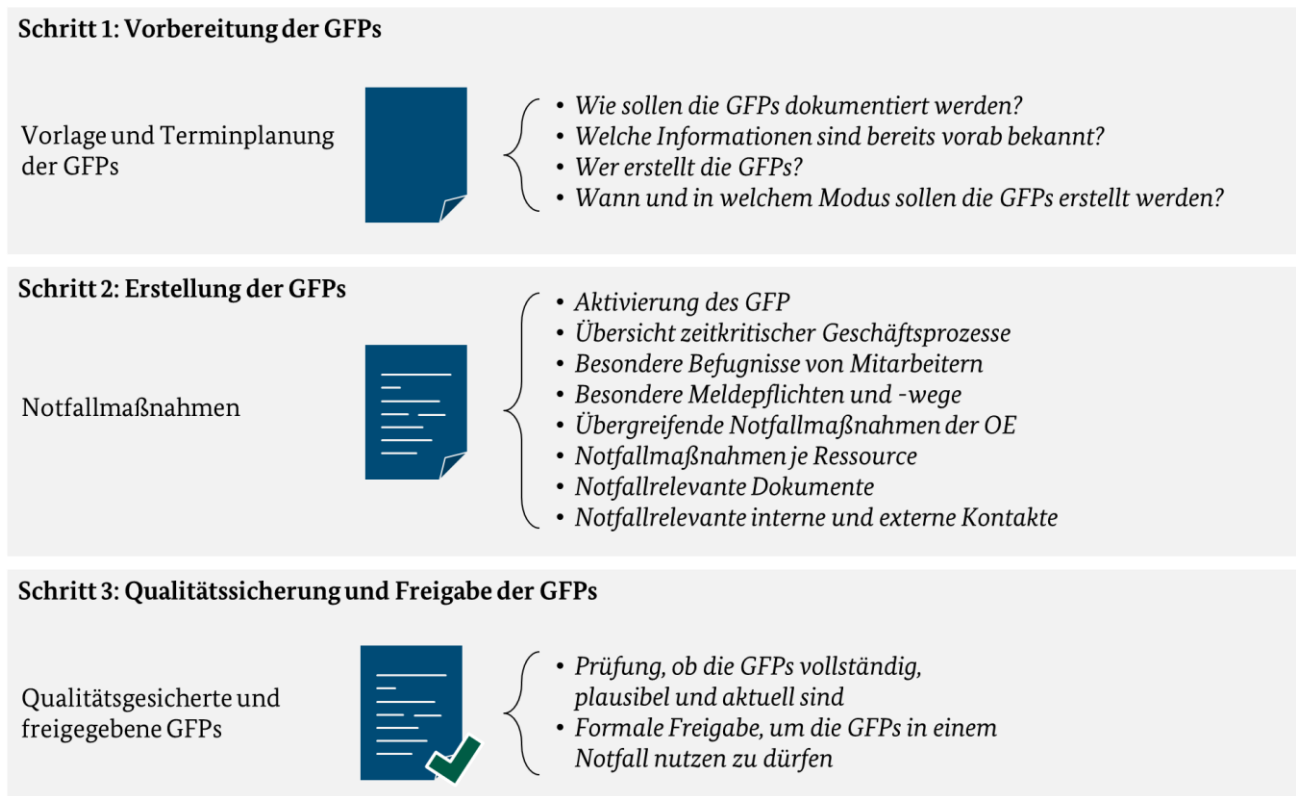 Schritt 1: Vorbereitung der GFPs
Vorlage und Terminplanung
der GFPs
• Wie sollen die GFPs dokumentiert werden?
• Welche Informationen sind bereits vorab bekannt?
• Wer erstellt die GFPs?
• Wann und in welchem Modus sollen die GFPs erstellt werden?
Schritt 2: Erstellung der GFPs
Notfallmaßnahmen
• Aktivierung des GFP
• Übersicht zeitkritischer Geschäftsprozesse
• Besondere Befugnisse von Mitarbeitern
• Besondere Meldepflichten und -wege
• Übergreifende Notfallmaßnahmen der OE
• Notfallmaßnahmen je Ressource
• Notfallrelevante Dokumente
• Notfallrelevante interne und externe Kontakte
Schritt 3: Qualitätssicherung und Freigabe der GFPs
Qualitätsgesicherte und
freigegebene GFPs
• Prüfung, ob die GFPs vollständig,
plausibel und aktuell sind
• Formale Freigabe, um die GFPs in einem
Notfall nutzen zu dürfen